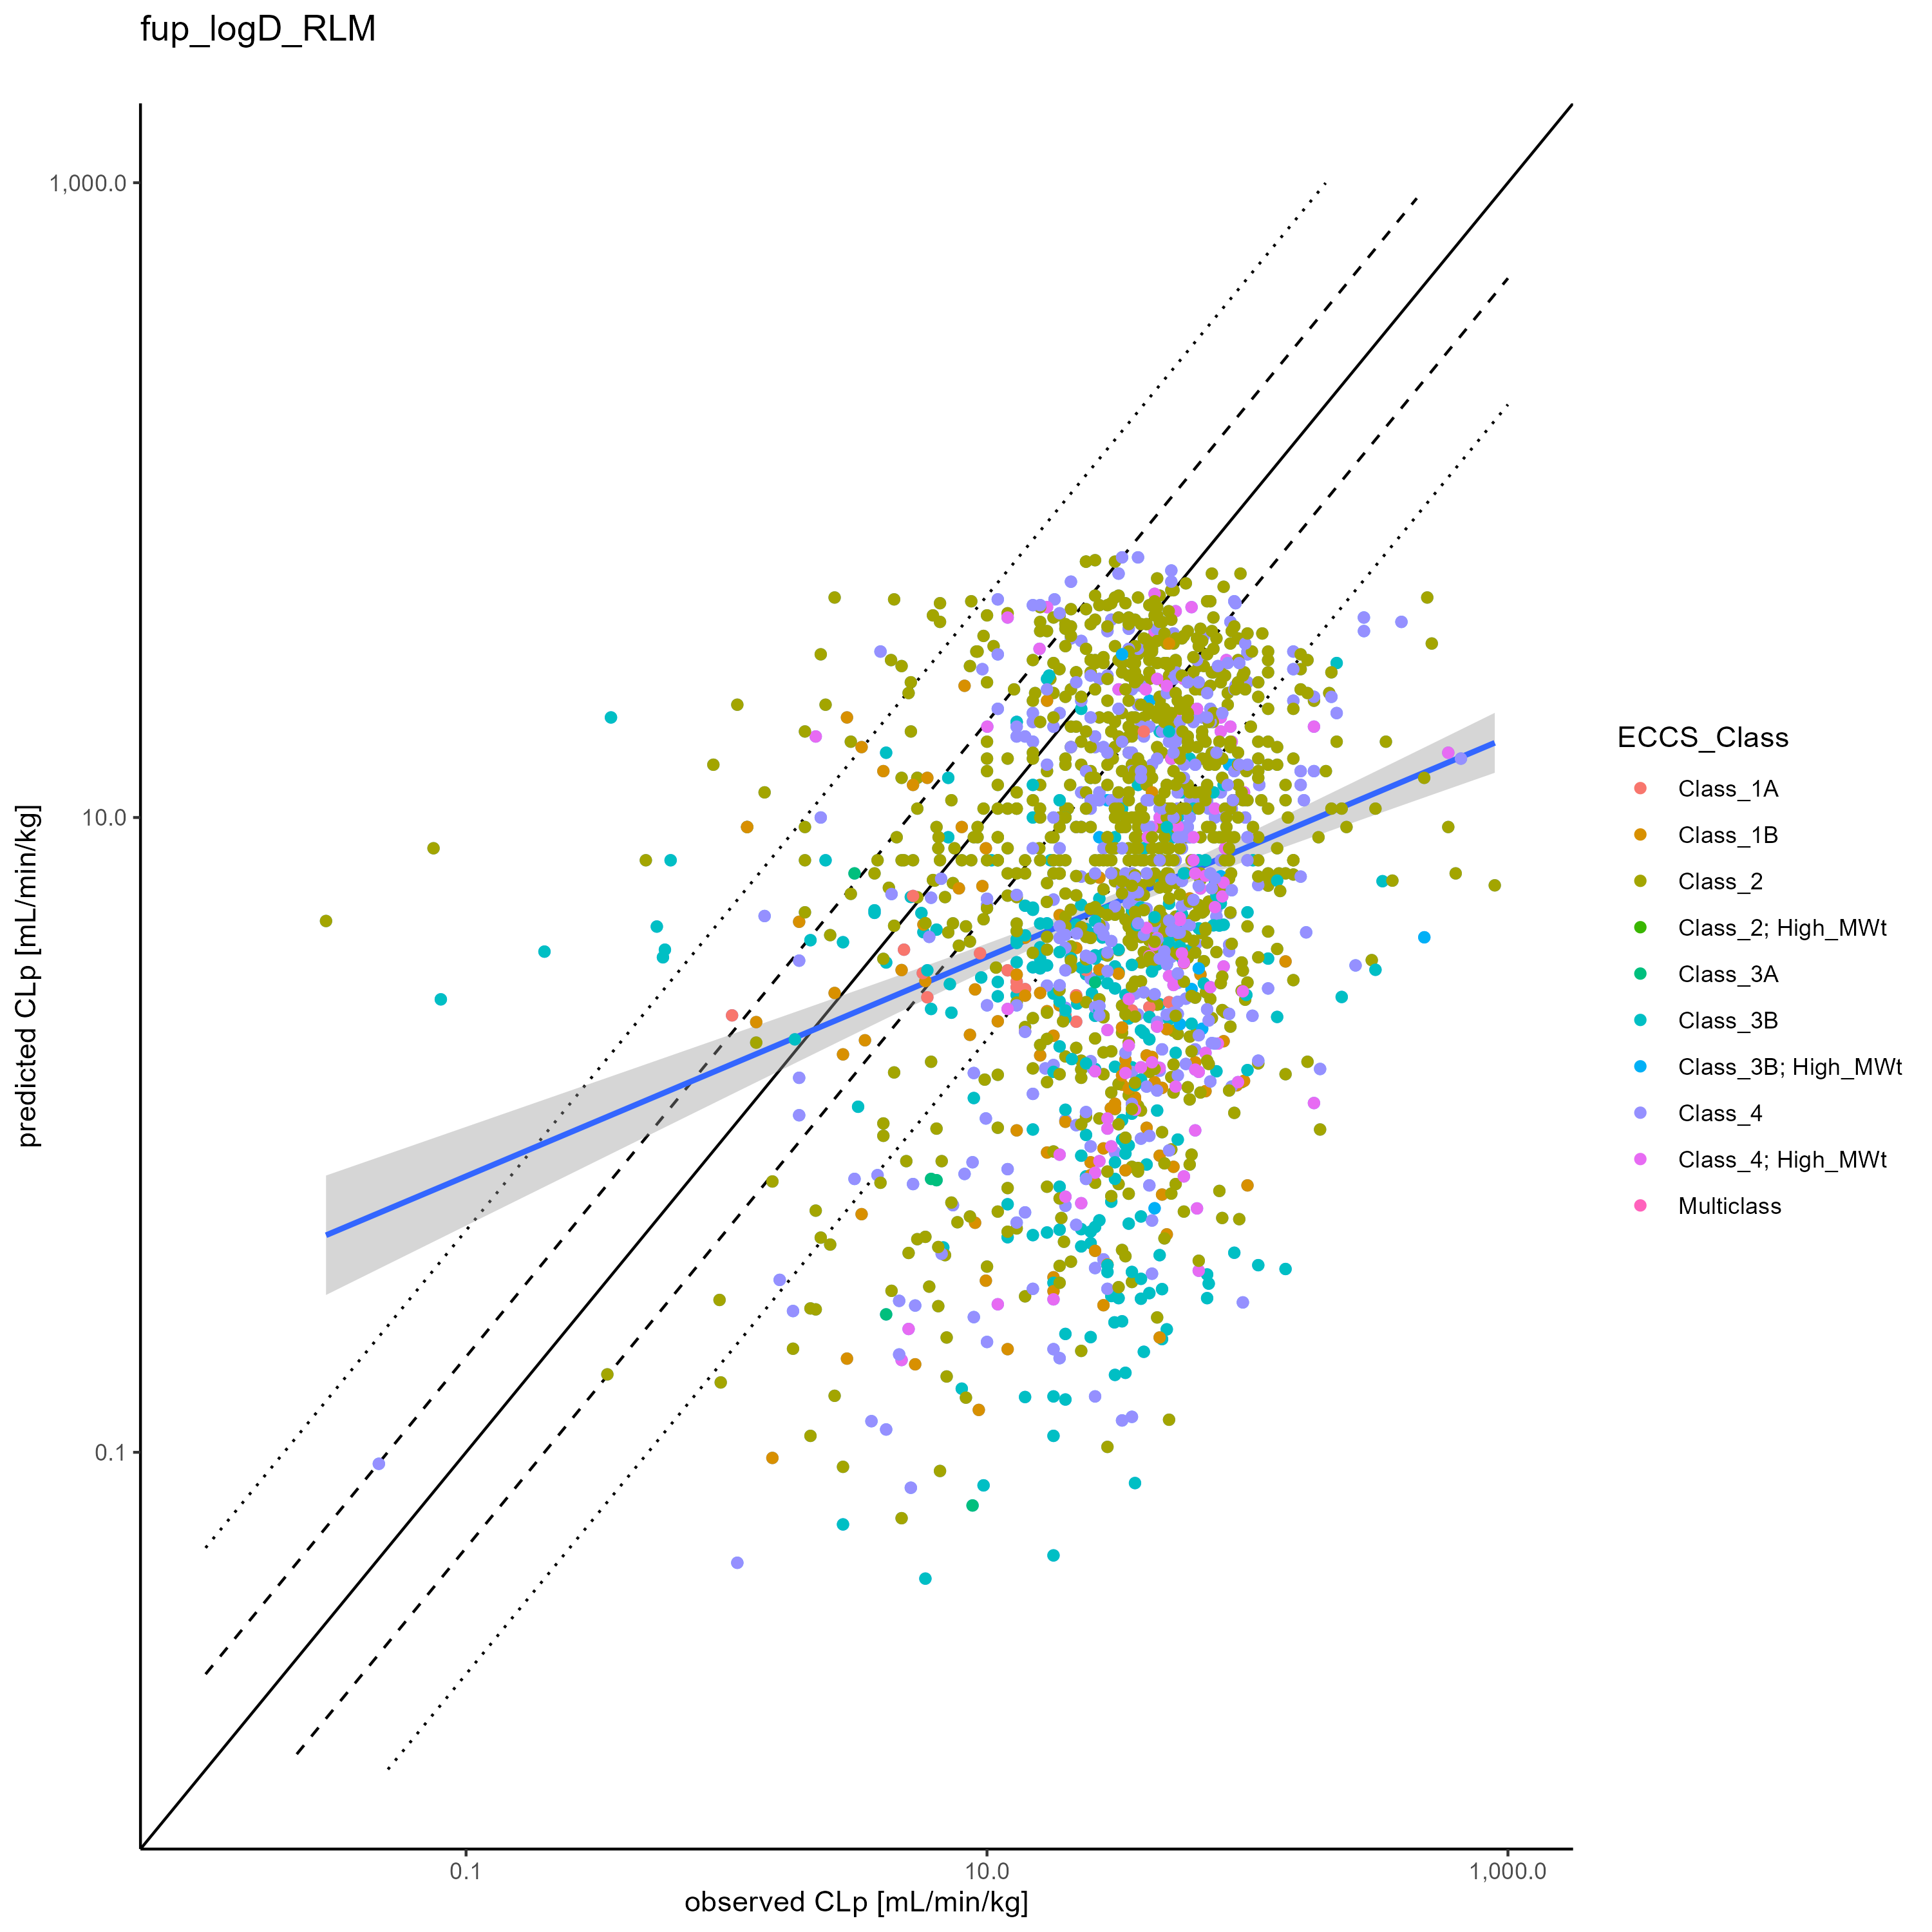 fup_logD_RLM
1,000.0
10.0
0.1
predicted CLp [mL/min/kg]
0.1
10.0
1,000.0
observed CLp [mL/min/kg]
ECCS_Class
Class_1A
Class_1B
Class_2
Class_2; High_MWt
Class_3A
Class_3B
Class_3B; High_MWt
Class_4
Class_4; High_MWt
Multiclass